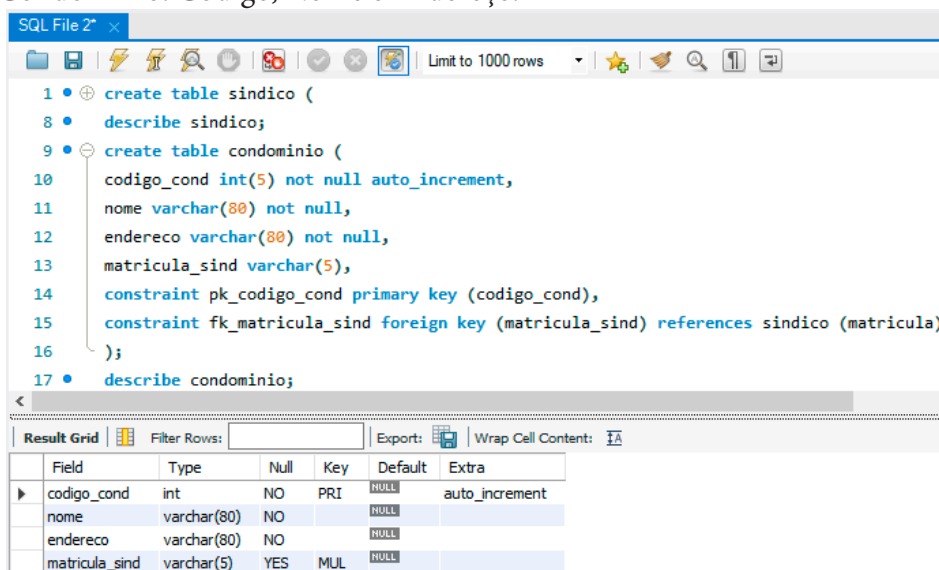 Condomínio: Código, Nome e Endereço.
SQL File 2*
Limit to 1000 rows
1 create table sindico (
8 describe sindico;
9 create table condominio (
10 codigo_cond int(5) not null auto_increment,
11 nome varchar(80) not null,
12 endereco varchar(80) not null,
13 matricula_sind varchar(5),
14 constraint pk_codigo_cond primary key (codigo_cond),
15 constraint fk_matricula_sind foreign key (matricula_sind) references sindico (matricula)
16 );
17 describe condominio;
Result Grid Filter Rows: Export: Wrap Cell Content:
Field Type Null Key Default Extra
codigo_cond int NO PRI NULL auto_increment
nome varchar(80) NO NULL
endereco varchar(80) NO NULL
matricula_sind varchar(5) YES MUL NULL